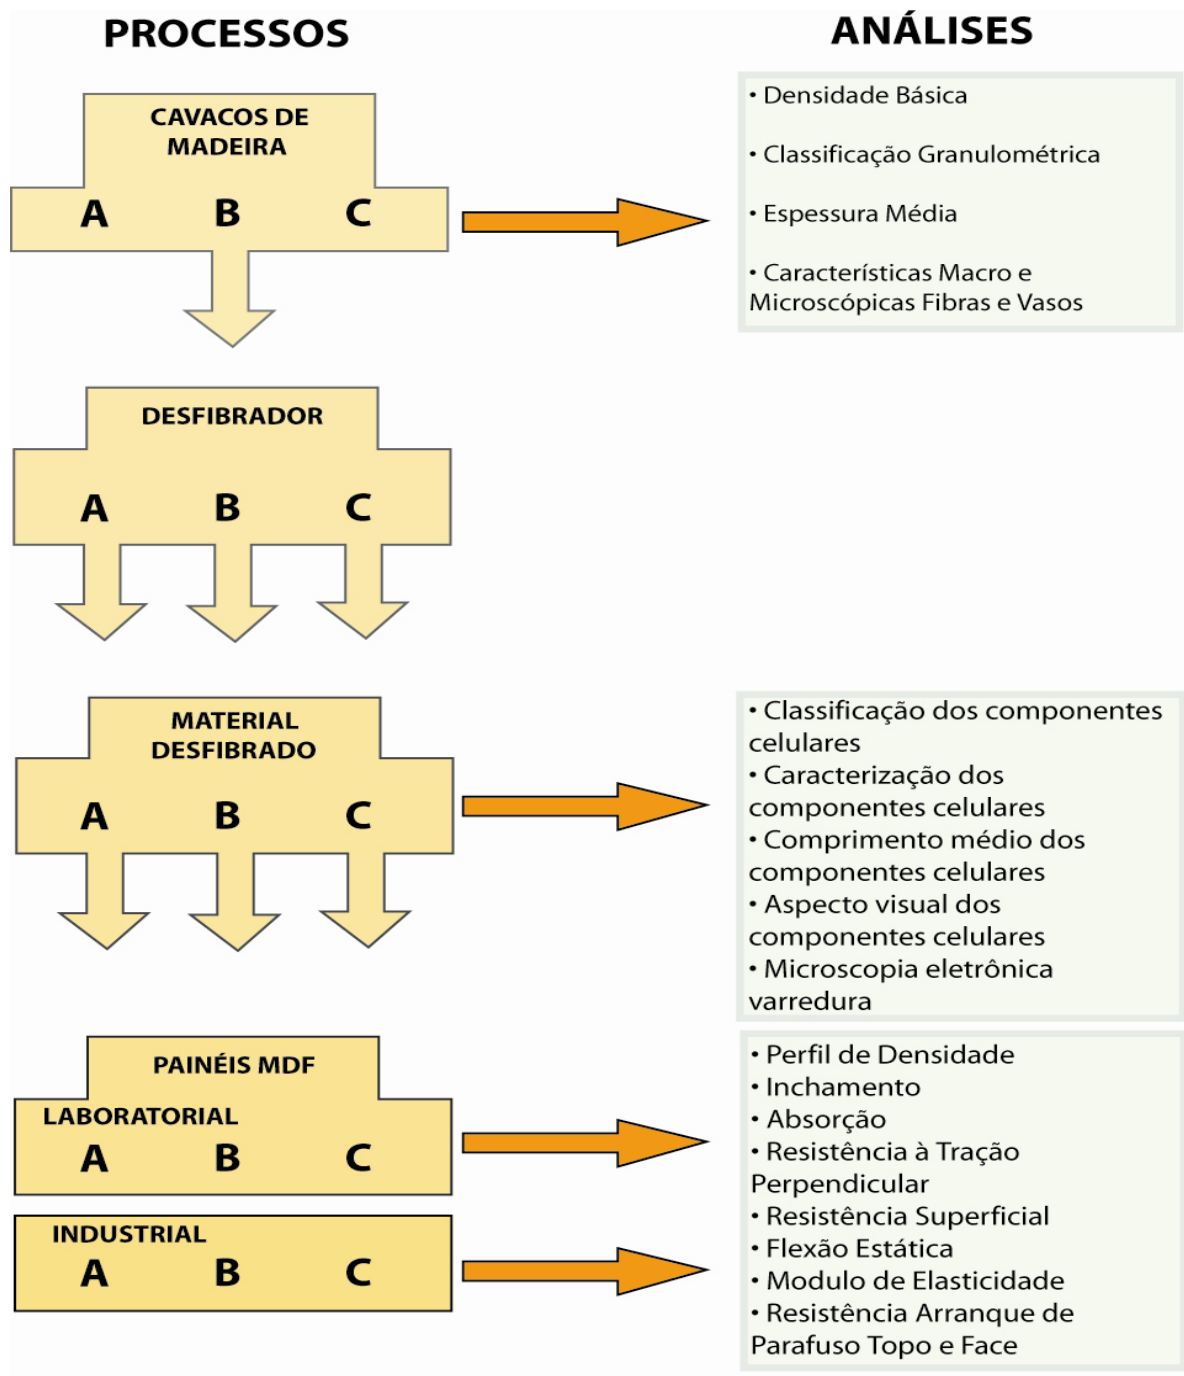 PROCESSOS
ANÁLISES
CAVACOS DE
MADEIRA
A B C
• Densidade Básica
• Classificação Granulométrica
• Espessura Média
• Características Macro e
Microscópicas Fibras e Vasos
DESFIBRADOR
A B C
MATERIAL
DESFIBRADO
A B C
• Classificação dos componentes
celulares
• Caracterização dos
componentes celulares
• Comprimento médio dos
componentes celulares
• Aspecto visual dos
componentes celulares
• Microscopia eletrônica
varredura
PAINÉIS MDF
LABORATORIAL
A B C
INDUSTRIAL
A B C
• Perfil de Densidade
• Inchamento
• Absorção
• Resistência à Tração
Perpendicular
• Resistência Superficial
• Flexão Estática
• Modulo de Elasticidade
• Resistência Arranque de
Parafuso Topo e Face